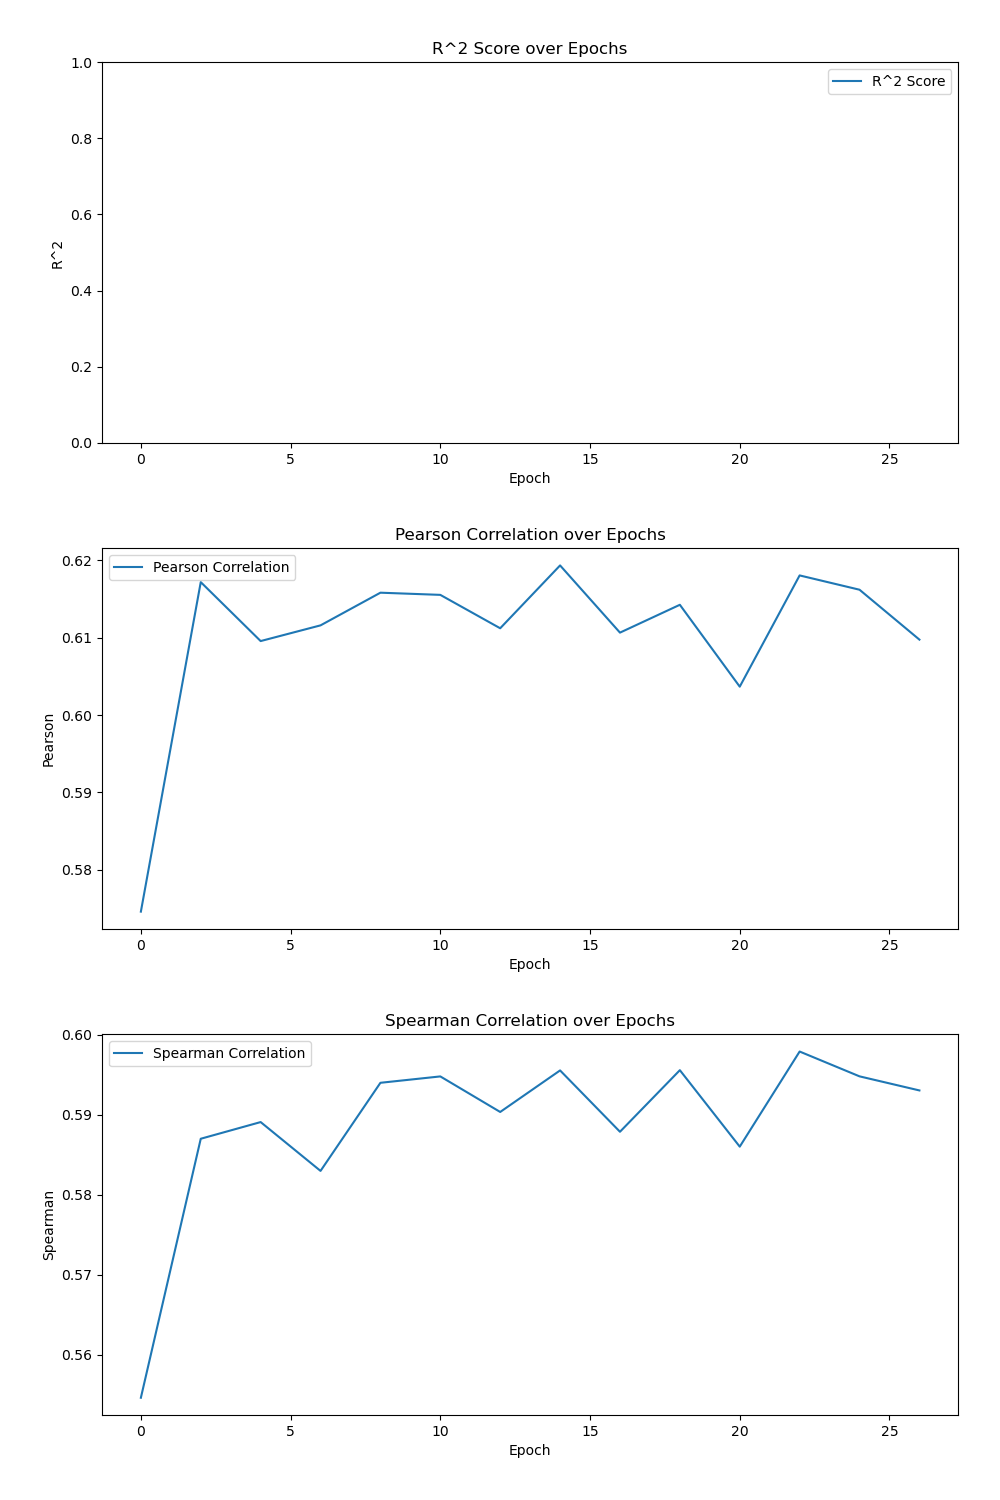 R^2 Score over Epochs
1.0
R^2 Score
0.8
0.6
R^2
0.4
0.2
0.0
0 5 10 15 20 25
Epoch
Pearson Correlation over Epochs
0.62
Pearson Correlation
0.61
0.60
Pearson
0.59
0.58
0 5 10 15 20 25
Epoch
Spearman Correlation over Epochs
0.60
Spearman Correlation
0.59
0.58
Spearman
0.57
0.56
0 5 10 15 20 25
Epoch